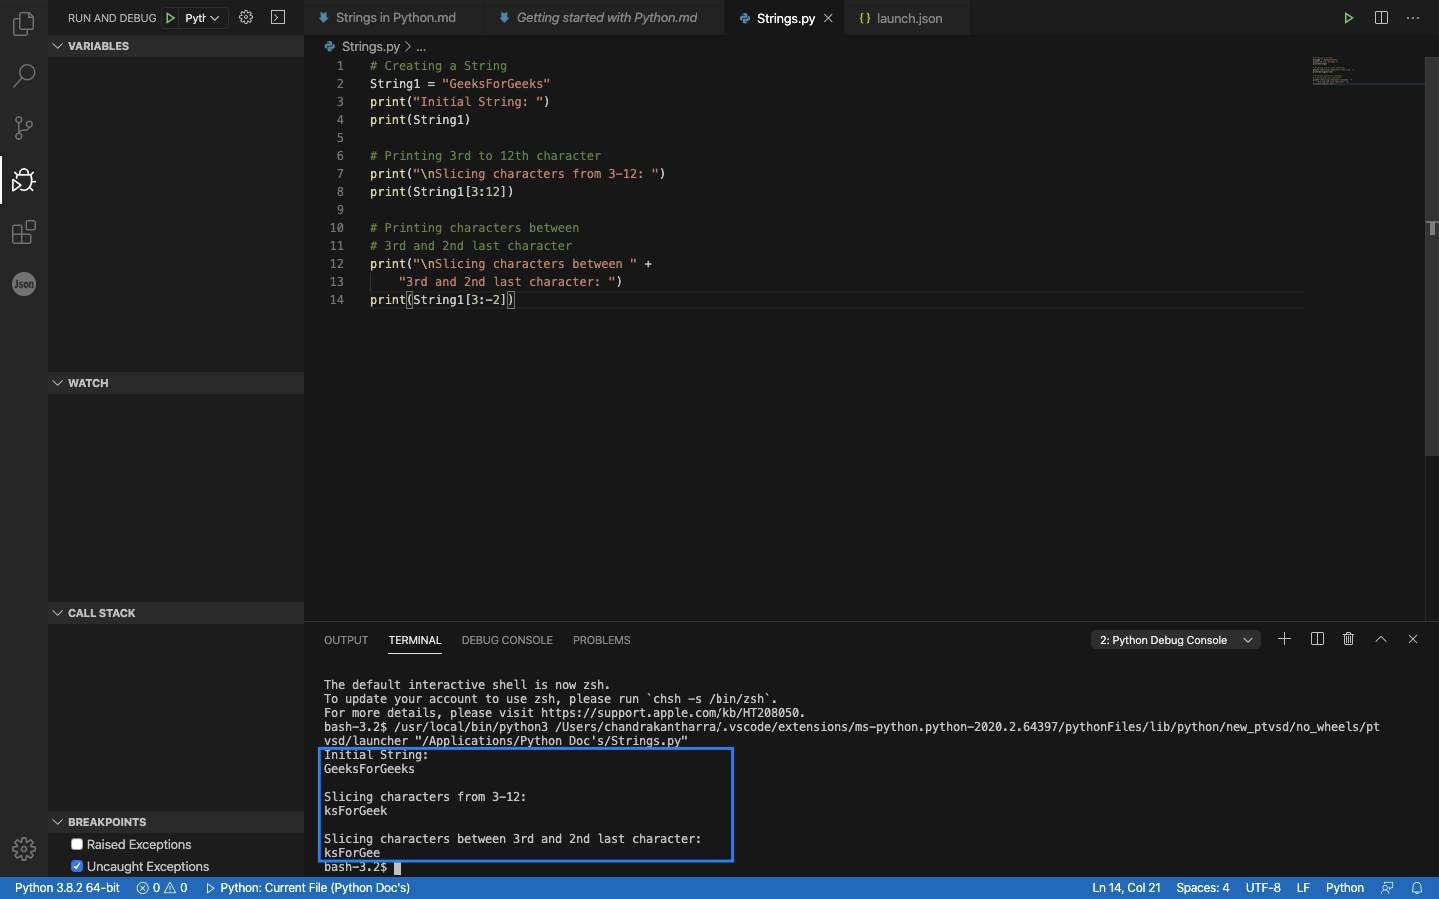 RUN AND DEBUG Pyth
VARIABLES
WATCH
CALL STACK
BREAKPOINTS
Raised Exceptions
Uncaught Exceptions
Json
Strings in Python.md
Getting started with Python.md
Strings.py
{} launch.json
Strings.py > ...
1 # Creating a String
2 String1 = "GeeksForGeeks"
3 print("Initial String: ")
4 print(String1)
5
6 # Printing 3rd to 12th character
7 print("\nSlicing characters from 3-12: ")
8 print(String1[3:12])
9
10 # Printing characters between
11 # 3rd and 2nd last character
12 print("\nSlicing characters between " +
13 "3rd and 2nd last character: ")
14 print(String1[3:-2])
OUTPUT TERMINAL DEBUG CONSOLE PROBLEMS 2: Python Debug Console
The default interactive shell is now zsh.
To update your account to use zsh, please run `chsh -s /bin/zsh`.
For more details, please visit https://support.apple.com/kb/HT208050.
bash-3.2$ /usr/local/bin/python3 /Users/chandrakantharra/.vscode/extensions/ms-python.python-2020.2.64397/pythonFiles/lib/python/new_ptvsd/no_wheels/pt
vsd/launcher "/Applications/Python Doc's/Strings.py"
Initial String:
GeeksForGeeks
Slicing characters from 3-12:
ksForGeek
Slicing characters between 3rd and 2nd last character:
ksForGee
bash-3.2$
Python 3.8.2 64-bit 0 0 Python: Current File (Python Doc's) Ln 14, Col 21 Spaces: 4 UTF-8 LF Python